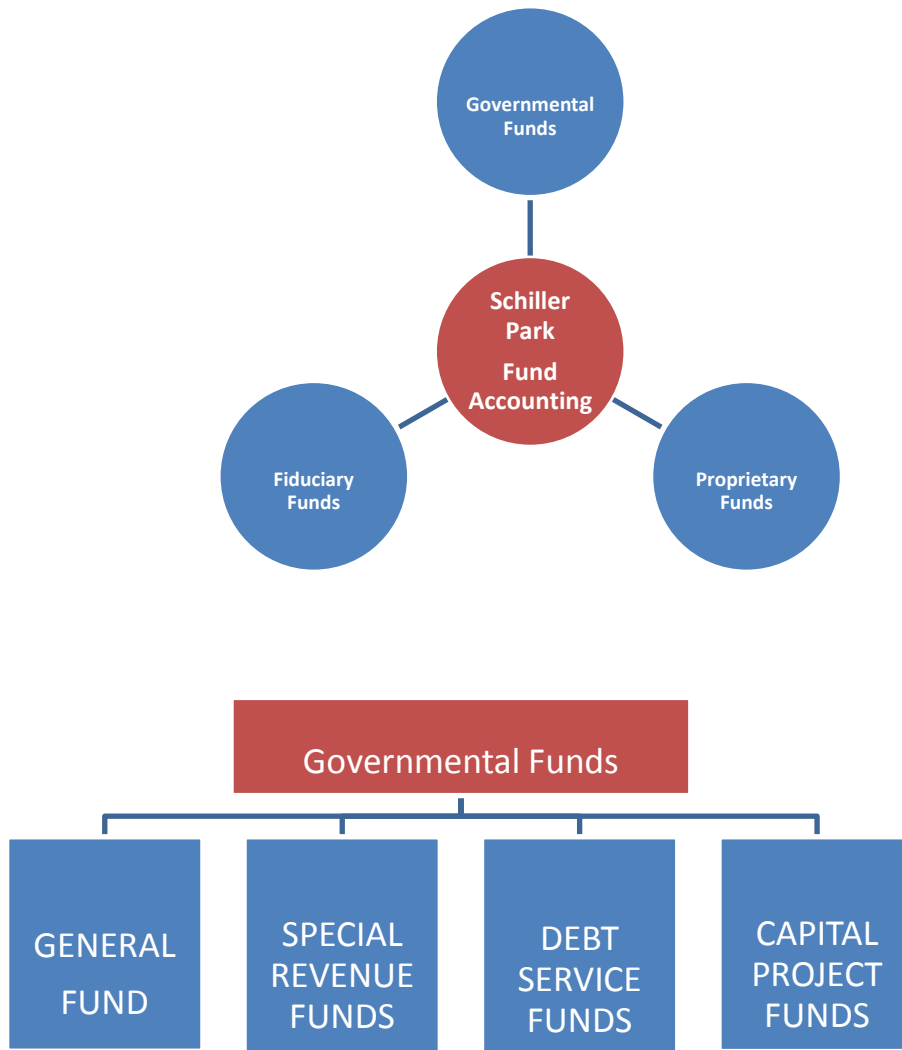 Governmental
Funds
Schiller
Park
Fund
Accounting
Fiduciary
Funds
Proprietary
Funds
Governmental Funds
GENERAL
FUND
SPECIAL
REVENUE
FUNDS
DEBT
SERVICE
FUNDS
CAPITAL
PROJECT
FUNDS